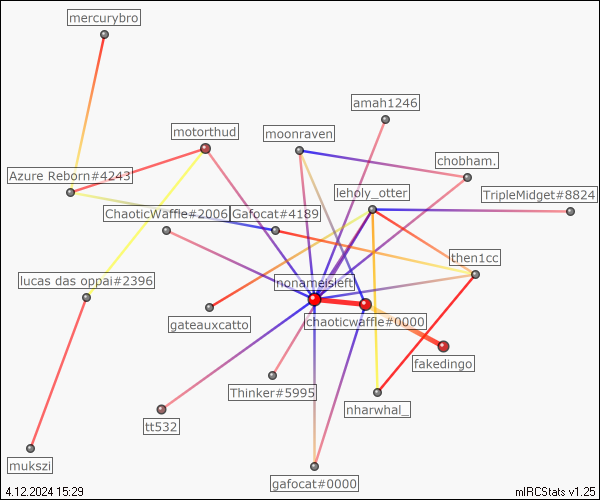 mercurybro
amah1246
motorthud
moonraven
chobham.
Azure Reborn#4243
leholy_otter
TripleMidget#8824
ChaoticWaffle#2006
Gafocat#4189
then1cc
lucas das oppai#2396
nonameisleft
gateauxcatto
chaoticwaffle#0000
fakedingo
Thinker#5995
nharwhal_
tt532
mukszi
gafocat#0000
4.12.2024 15:29
mIRCStats v1.25